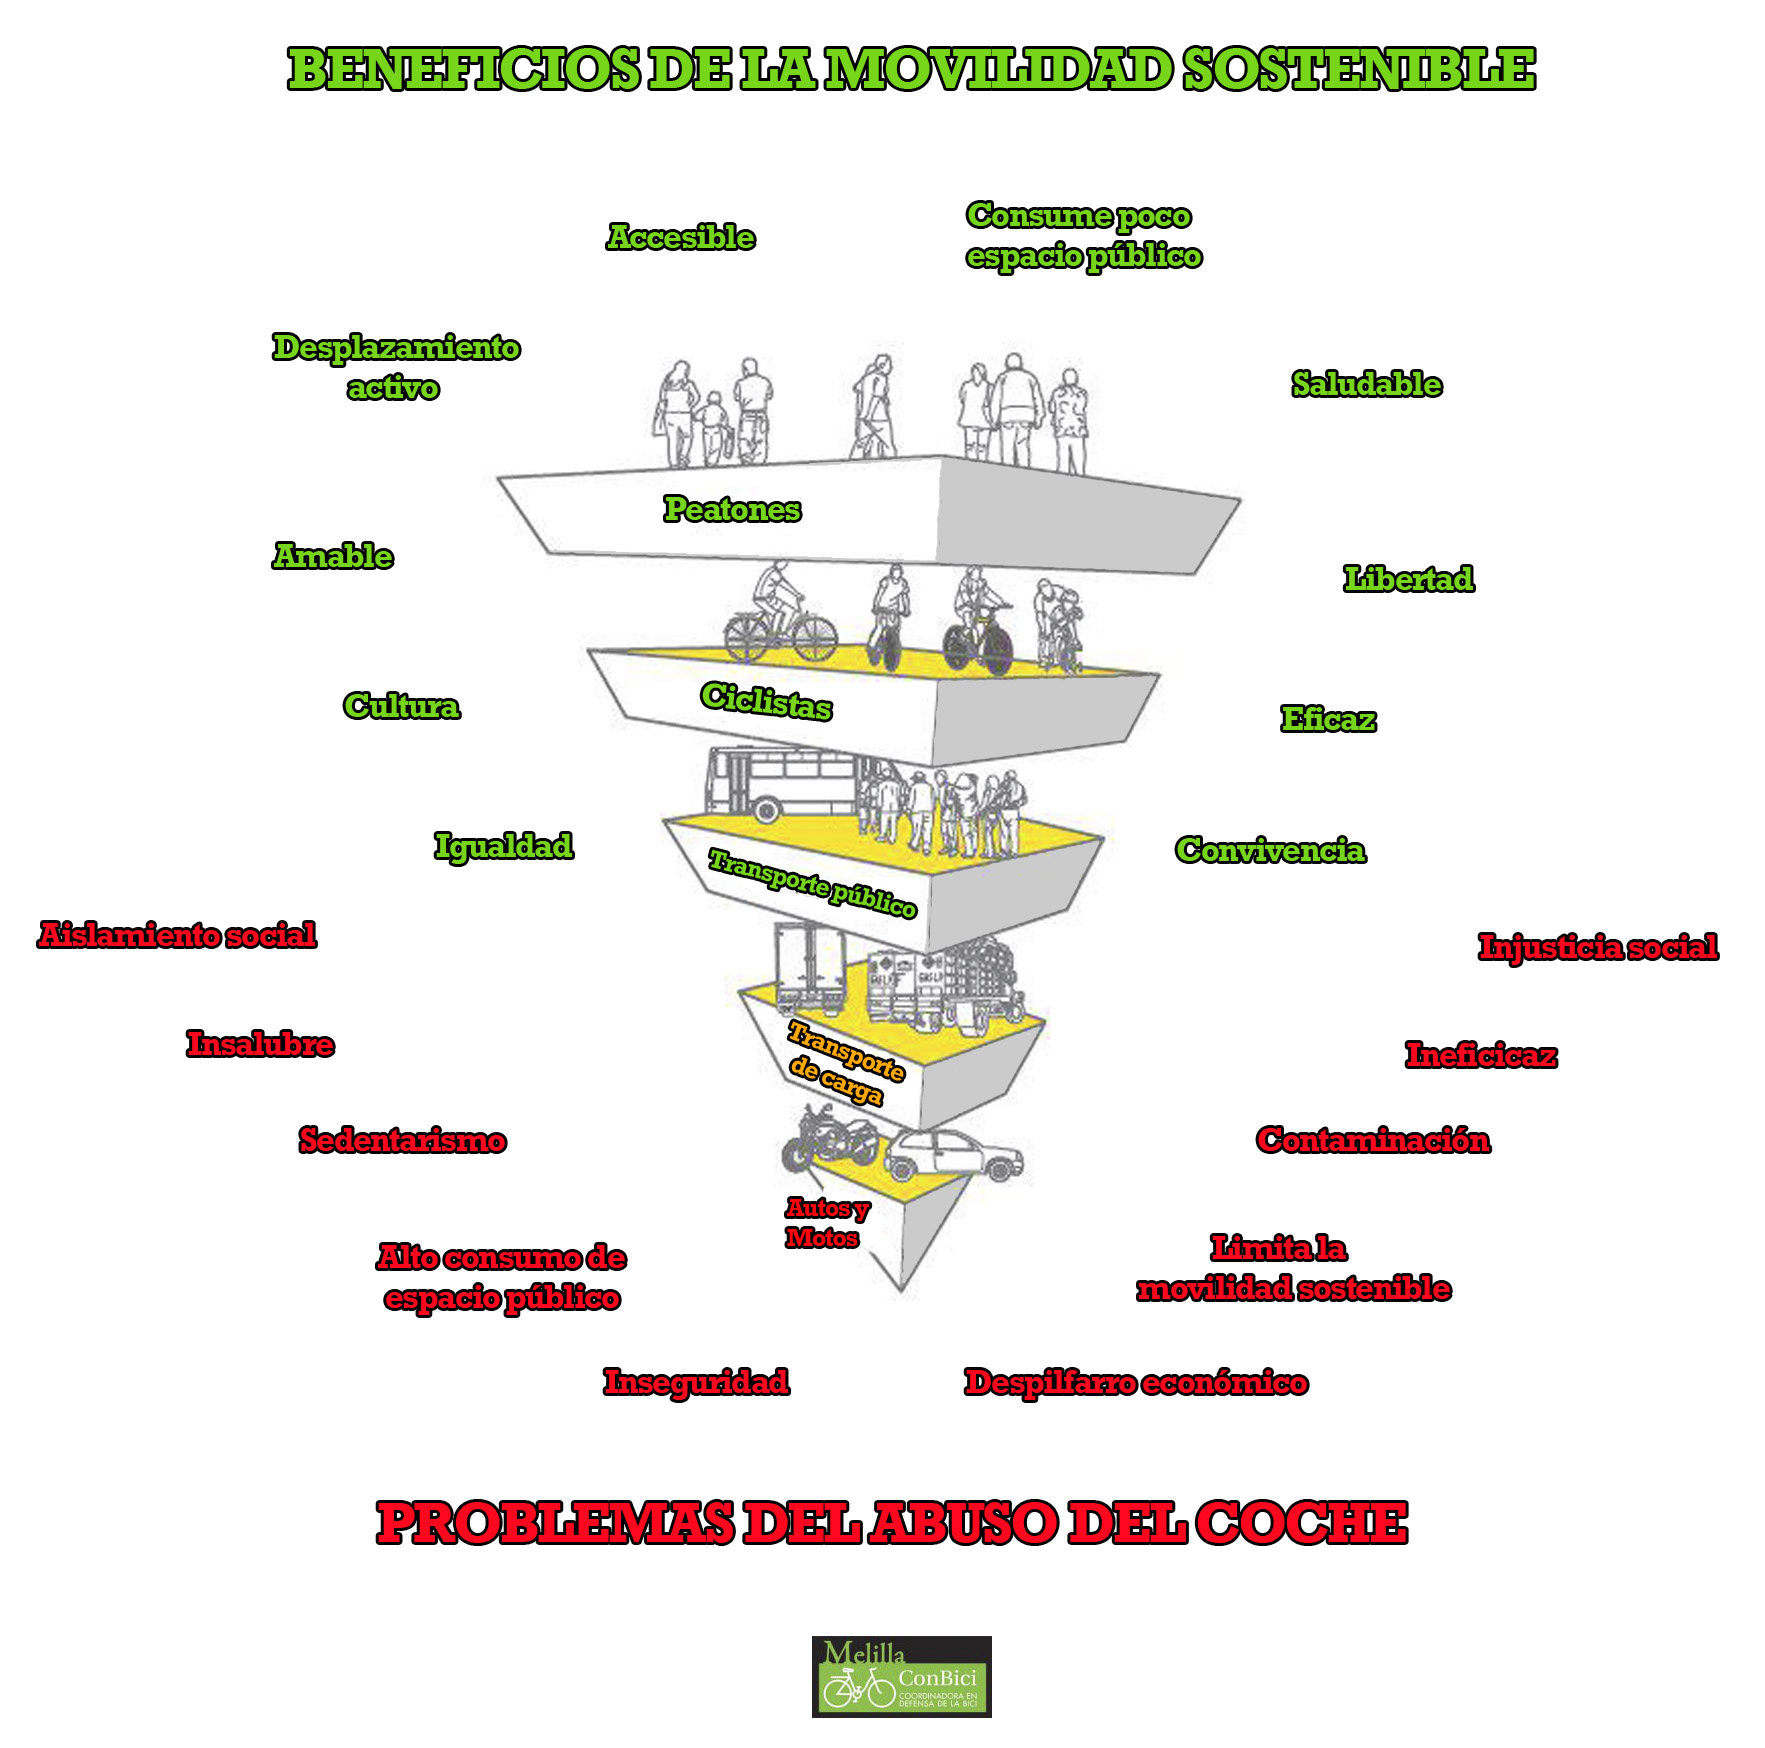 BENEFICIOS DE LA MOVILIDAD SOSTENIBLE
Accesible
Consume poco
espacio público
Desplazamiento
activo
Saludable
Peatones
Amable
Libertad
Ciclistas
Cultura
Eficaz
Igualdad
Convivencia
Transporte público
Aislamiento social
Injusticia social
Insalubre
Ineficicaz
Transporte
de carga
Sedentarismo
Contaminación
Autos y
Motos
Alto consumo de
espacio público
Limita la
movilidad sostenible
Inseguridad
Despilfarro económico
PROBLEMAS DEL ABUSO DEL COCHE
Melilla
ConBici
COORDINADORA EN
DEFENSA DE LA BICI